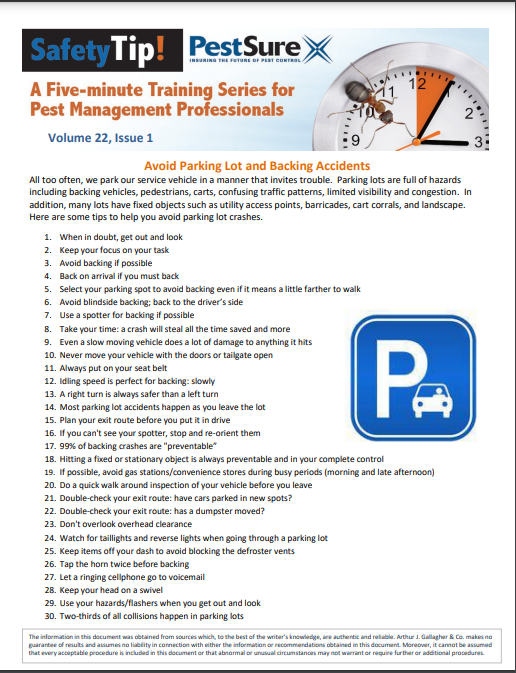 SafetyTip!
PestSure
INSURING THE FUTURE OF PEST CONTROL
A Five-minute Training Series for
Pest Management Professionals
Volume 22, Issue 1
11
12
1
2
3
9
Avoid Parking Lot and Backing Accidents
All too often, we park our service vehicle in a manner that invites trouble. Parking lots are full of hazards
including backing vehicles, pedestrians, carts, confusing traffic patterns, limited visibility and congestion. In
addition, many lots have fixed objects such as utility access points, barricades, cart corrals, and landscape.
Here are some tips to help you avoid parking lot crashes.
1. When in doubt, get out and look
2. Keep your focus on your task
3. Avoid backing if possible
4. Back on arrival if you must back
5. Select your parking spot to avoid backing even if it means a little farther to walk
6. Avoid blindside backing; back to the driver's side
7. Use a spotter for backing if possible
8. Take your time: a crash will steal all the time saved and more
9. Even a slow moving vehicle does a lot of damage to anything it hits
10. Never move your vehicle with the doors or tailgate open
11. Always put on your seat belt
12. Idling speed is perfect for backing: slowly
13. A right turn is always safer than a left turn
14. Most parking lot accidents happen as you leave the lot
15. Plan your exit route before you put it in drive
16. If you can't see your spotter, stop and re-orient them
17. 99% of backing crashes are "preventable"
18. Hitting a fixed or stationary object is always preventable and in your complete control
19. If possible, avoid gas stations/convenience stores during busy periods (morning and late afternoon)
20. Do a quick walk around inspection of your vehicle before you leave
21. Double-check your exit route: have cars parked in new spots?
22. Double-check your exit route: has a dumpster moved?
23. Don't overlook overhead clearance
24. Watch for taillights and reverse lights when going through a parking lot
25. Keep items off your dash to avoid blocking the defroster vents
26. Tap the horn twice before backing
27. Let a ringing cellphone go to voicemail
28. Keep your head on a swivel
29. Use your hazards/flashers when you get out and look
30. Two-thirds of all collisions happen in parking lots
P
The information in this document was obtained from sources which, to the best of the writer's knowledge, are authentic and reliable. Arthur J. Gallagher & Co. makes no
guarantee of results and assumes no liability in connection with either the information or recommendations obtained in this document. Moreover, it cannot be assumed
that every acceptable procedure is included in this document or that abnormal or unusual circumstances may not warrant or require further or additional procedures.